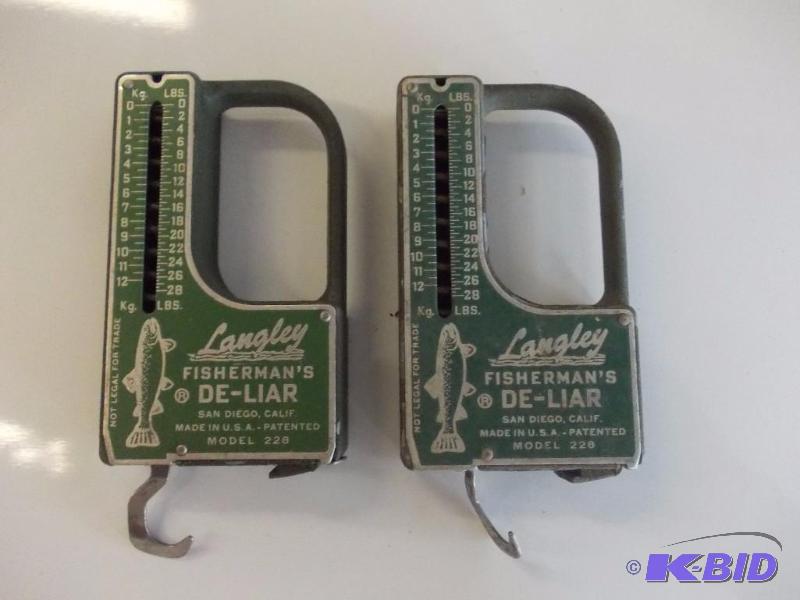 Kg. LBS.
0 0
1 2
2 4
3 6
4 8
5 10
6 12
7 14
8 16
9 18
10 20
11 22
12 24
26
28
Kg. LBS.
NOT LEGAL FOR TRADE
Langley
FISHERMAN'S
® DE-LIAR
SAN DIEGO, CALIF.
MADE IN U.S.A. - PATENTED
MODEL 228
Kg. LBS.
0 0
1 2
2 4
3 6
4 8
5 10
6 12
7 14
8 16
9 18
10 20
11 22
12 24
26
28
Kg. LBS.
NOT LEGAL FOR TRADE
Langley
FISHERMAN'S
® DE-LIAR
SAN DIEGO, CALIF.
MADE IN U.S.A. - PATENTED
MODEL 228
© K-BID